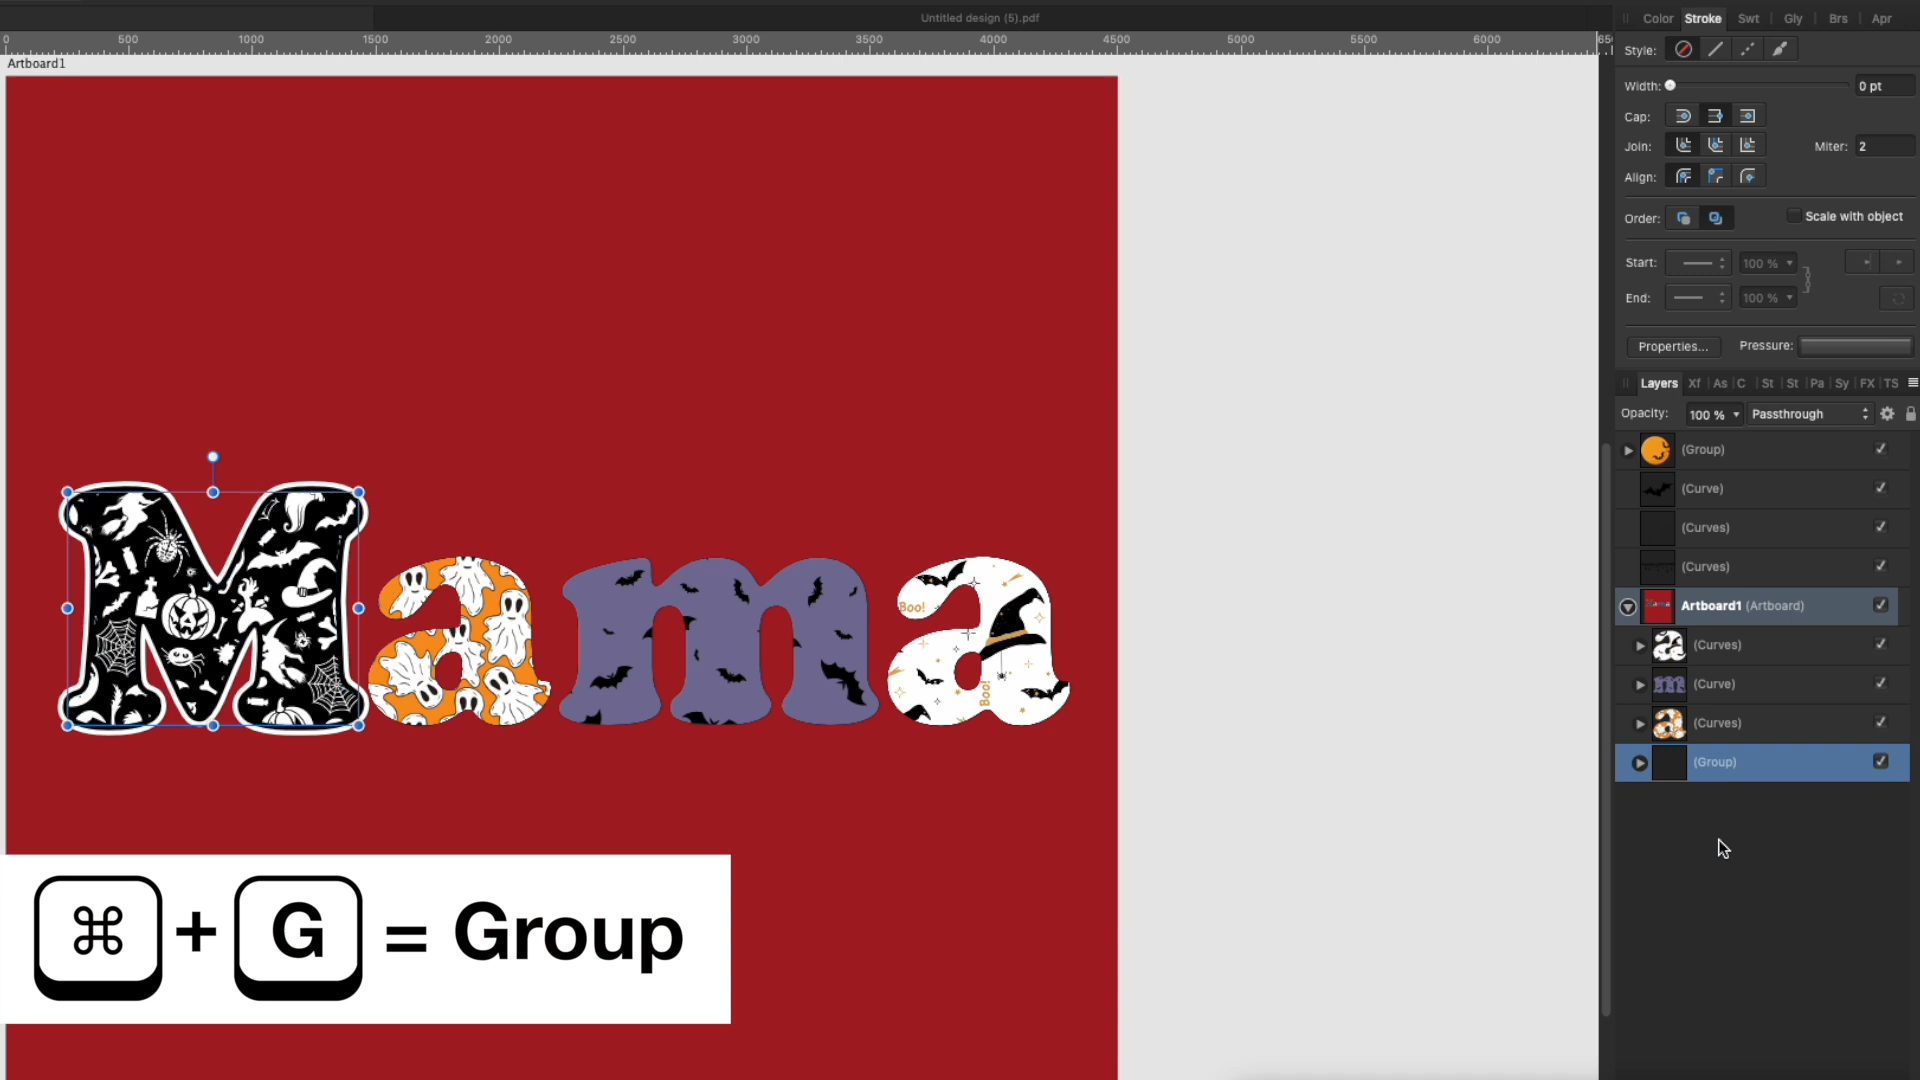 Untitled design (5).pdf
Color Stroke Swt Gly Brs Apr
0 500 1000 1500 2000 2500 3000 3500 4000 4500 5000 5500 6000
Artboard1
Style:
Width: 0 pt
Cap:
Join: Miter: 2
Align:
Order: Scale with object
Start: 100 %
End: 100 %
Properties... Pressure:
Layers Xf As C St St Pa Sy FX TS
Opacity: 100 % Passthrough
(Group)
(Curve)
(Curves)
(Curves)
Artboard1 (Artboard)
(Curves)
(Curve)
(Curves)
(Group)
Mama
Boo!
Boo!
⌘ + G = Group